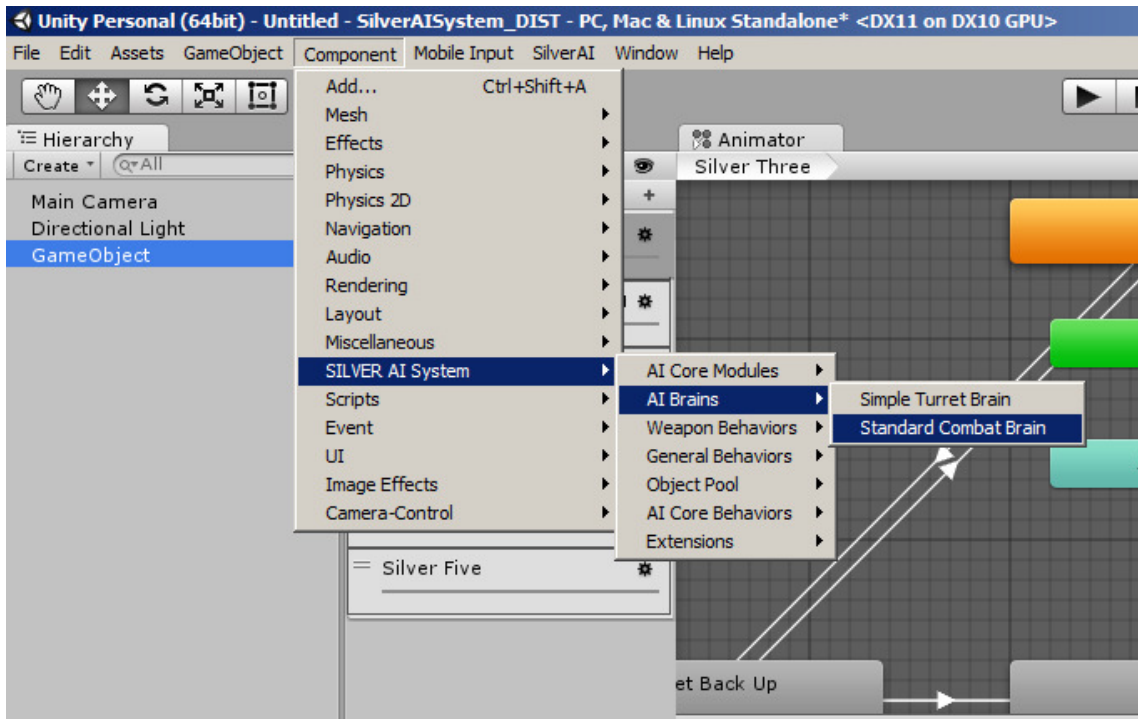 Unity Personal (64bit) - Untitled - SilverAISystem_DIST - PC, Mac & Linux Standalone* <DX11 on DX10 GPU>
File Edit Assets GameObject Component Mobile Input SilverAI Window Help
Add... Ctrl+Shift+A
Mesh
Effects
Physics
Physics 2D
Navigation
Audio
Rendering
Layout
Miscellaneous
SILVER AI System
Scripts
Event
UI
Image Effects
Camera-Control
Hierarchy
Create All
Main Camera
Directional Light
GameObject
Animator
Silver Three
AI Core Modules
AI Brains
Weapon Behaviors
General Behaviors
Object Pool
AI Core Behaviors
Extensions
Simple Turret Brain
Standard Combat Brain
Silver Five
et Back Up